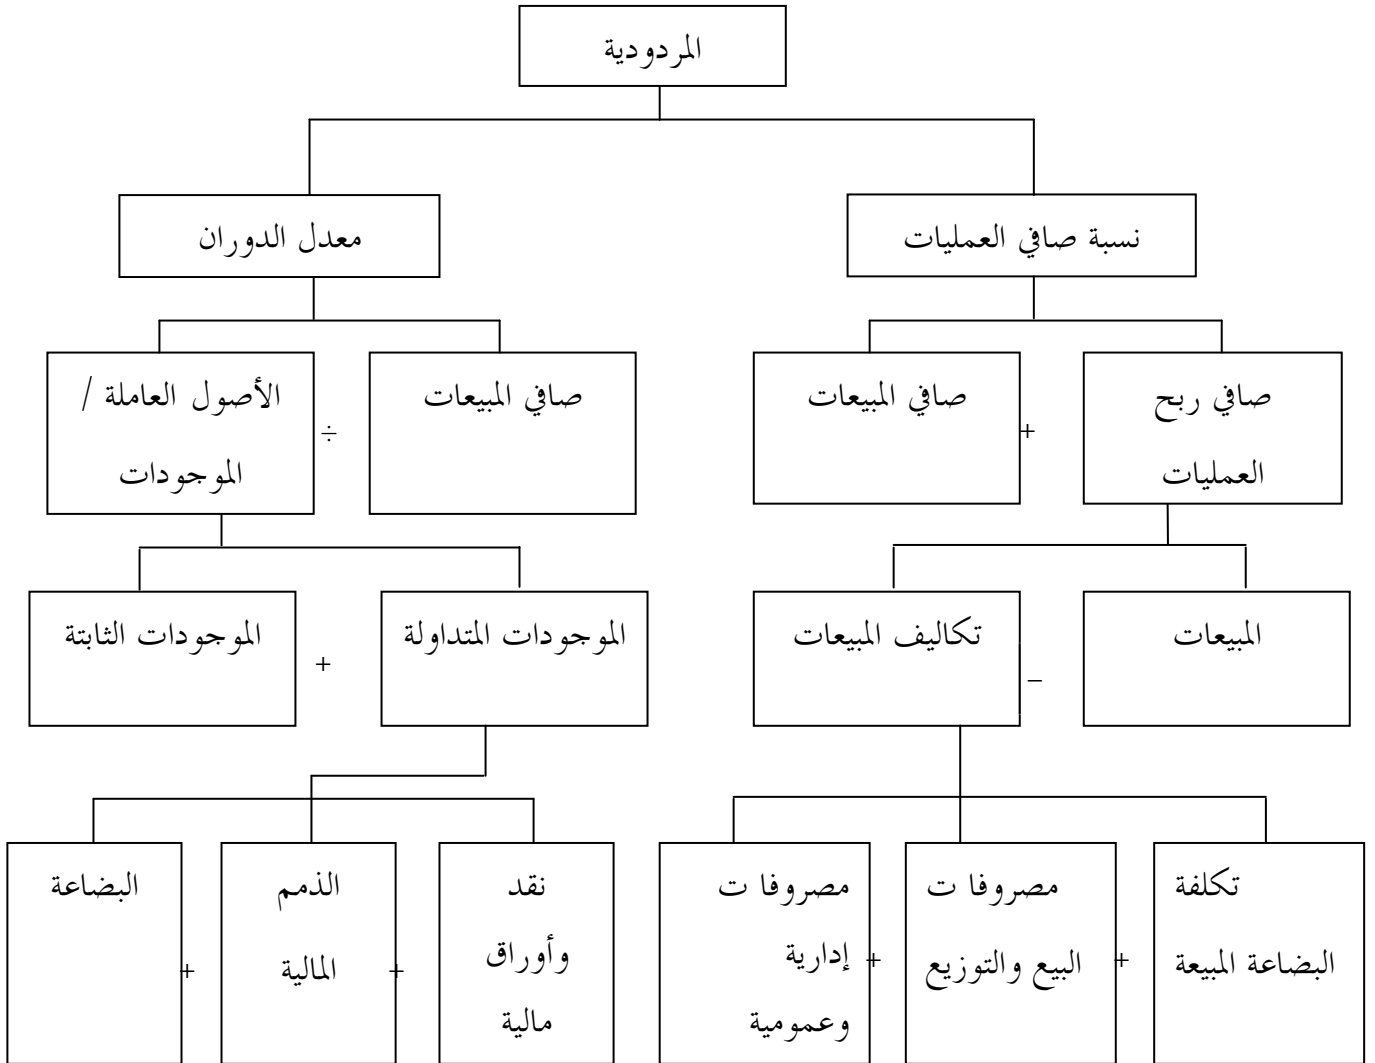 المردودية
نسبة صافي العمليات
معدل الدوران
صافي ربح
العمليات
+
صافي المبيعات
صافي المبيعات
÷
الأصول العاملة /
الموجودات
المبيعات
–
تكاليف المبيعات
الموجودات المتداولة
+
الموجودات الثابتة
تكلفة
البضاعة المبيعة
+
مصروفا ت
البيع والتوزيع
+
مصروفا ت
إدارية
وعمومية
نقد
وأوراق
مالية
+
الذمم
المالية
+
البضاعة